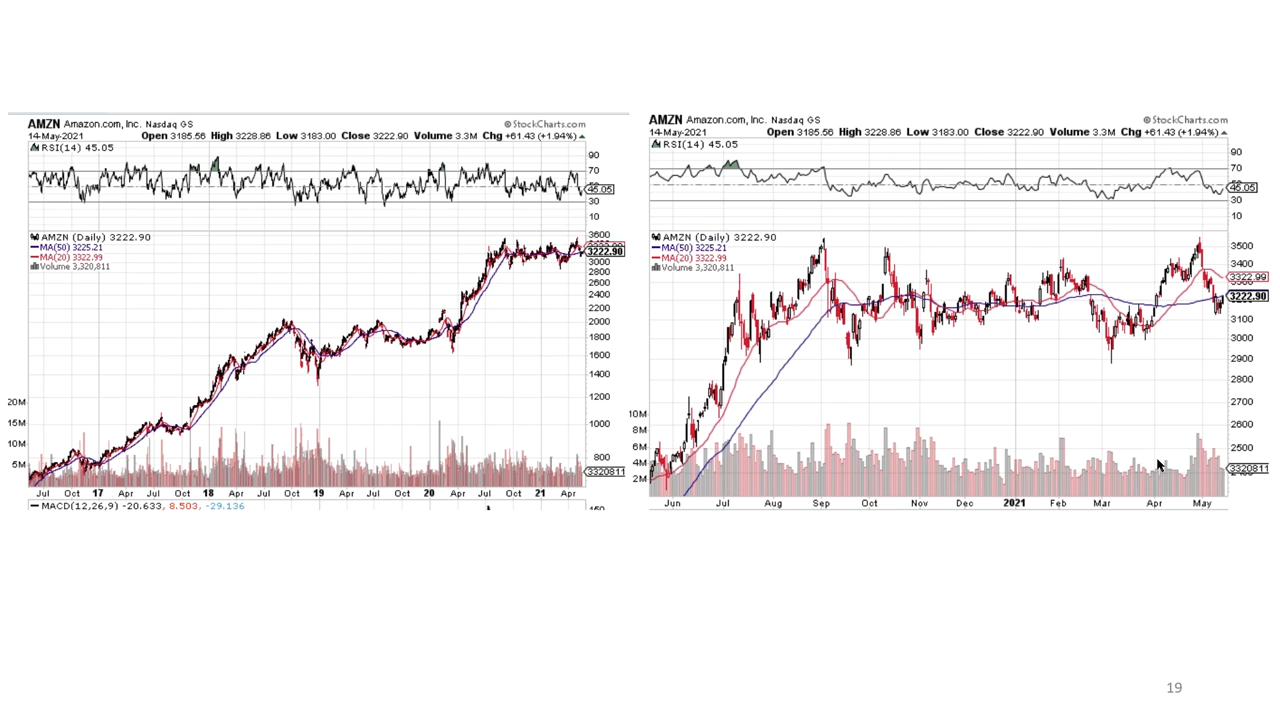 AMZN Amazon.com, Inc. Nasdaq GS
© StockCharts.com
14-May-2021
Open 3185.56 High 3228.86 Low 3183.00 Close 3222.90 Volume 3.3M Chg +61.43 (+1.94%)
RSI(14) 45.05
90
70
45.05
30
10
AMZN (Daily) 3222.90
MA(50) 3225.21
MA(20) 3322.99
Volume 3,320,811
3600
3222.90
3000
2800
2600
2400
2200
2000
1800
1600
1400
1200
1000
800
20M
15M
10M
5M
3320811
Jul Oct 17 Apr Jul Oct 18 Apr Jul Oct 19 Apr Jul Oct 20 Apr Jul Oct 21 Apr
MACD(12,26,9) -20.633, 8.503, -29.136
AMZN Amazon.com, Inc. Nasdaq GS
© StockCharts.com
14-May-2021
Open 3185.56 High 3228.86 Low 3183.00 Close 3222.90 Volume 3.3M Chg +61.43 (+1.94%)
RSI(14) 45.05
90
70
45.05
30
10
AMZN (Daily) 3222.90
MA(50) 3225.21
MA(20) 3322.99
Volume 3,320,811
3500
3400
3322.99
3222.90
3100
3000
2900
2800
2700
2600
2500
10M
8M
6M
4M
2M
3320811
Jun Jul Aug Sep Oct Nov Dec 2021 Feb Mar Apr May
19